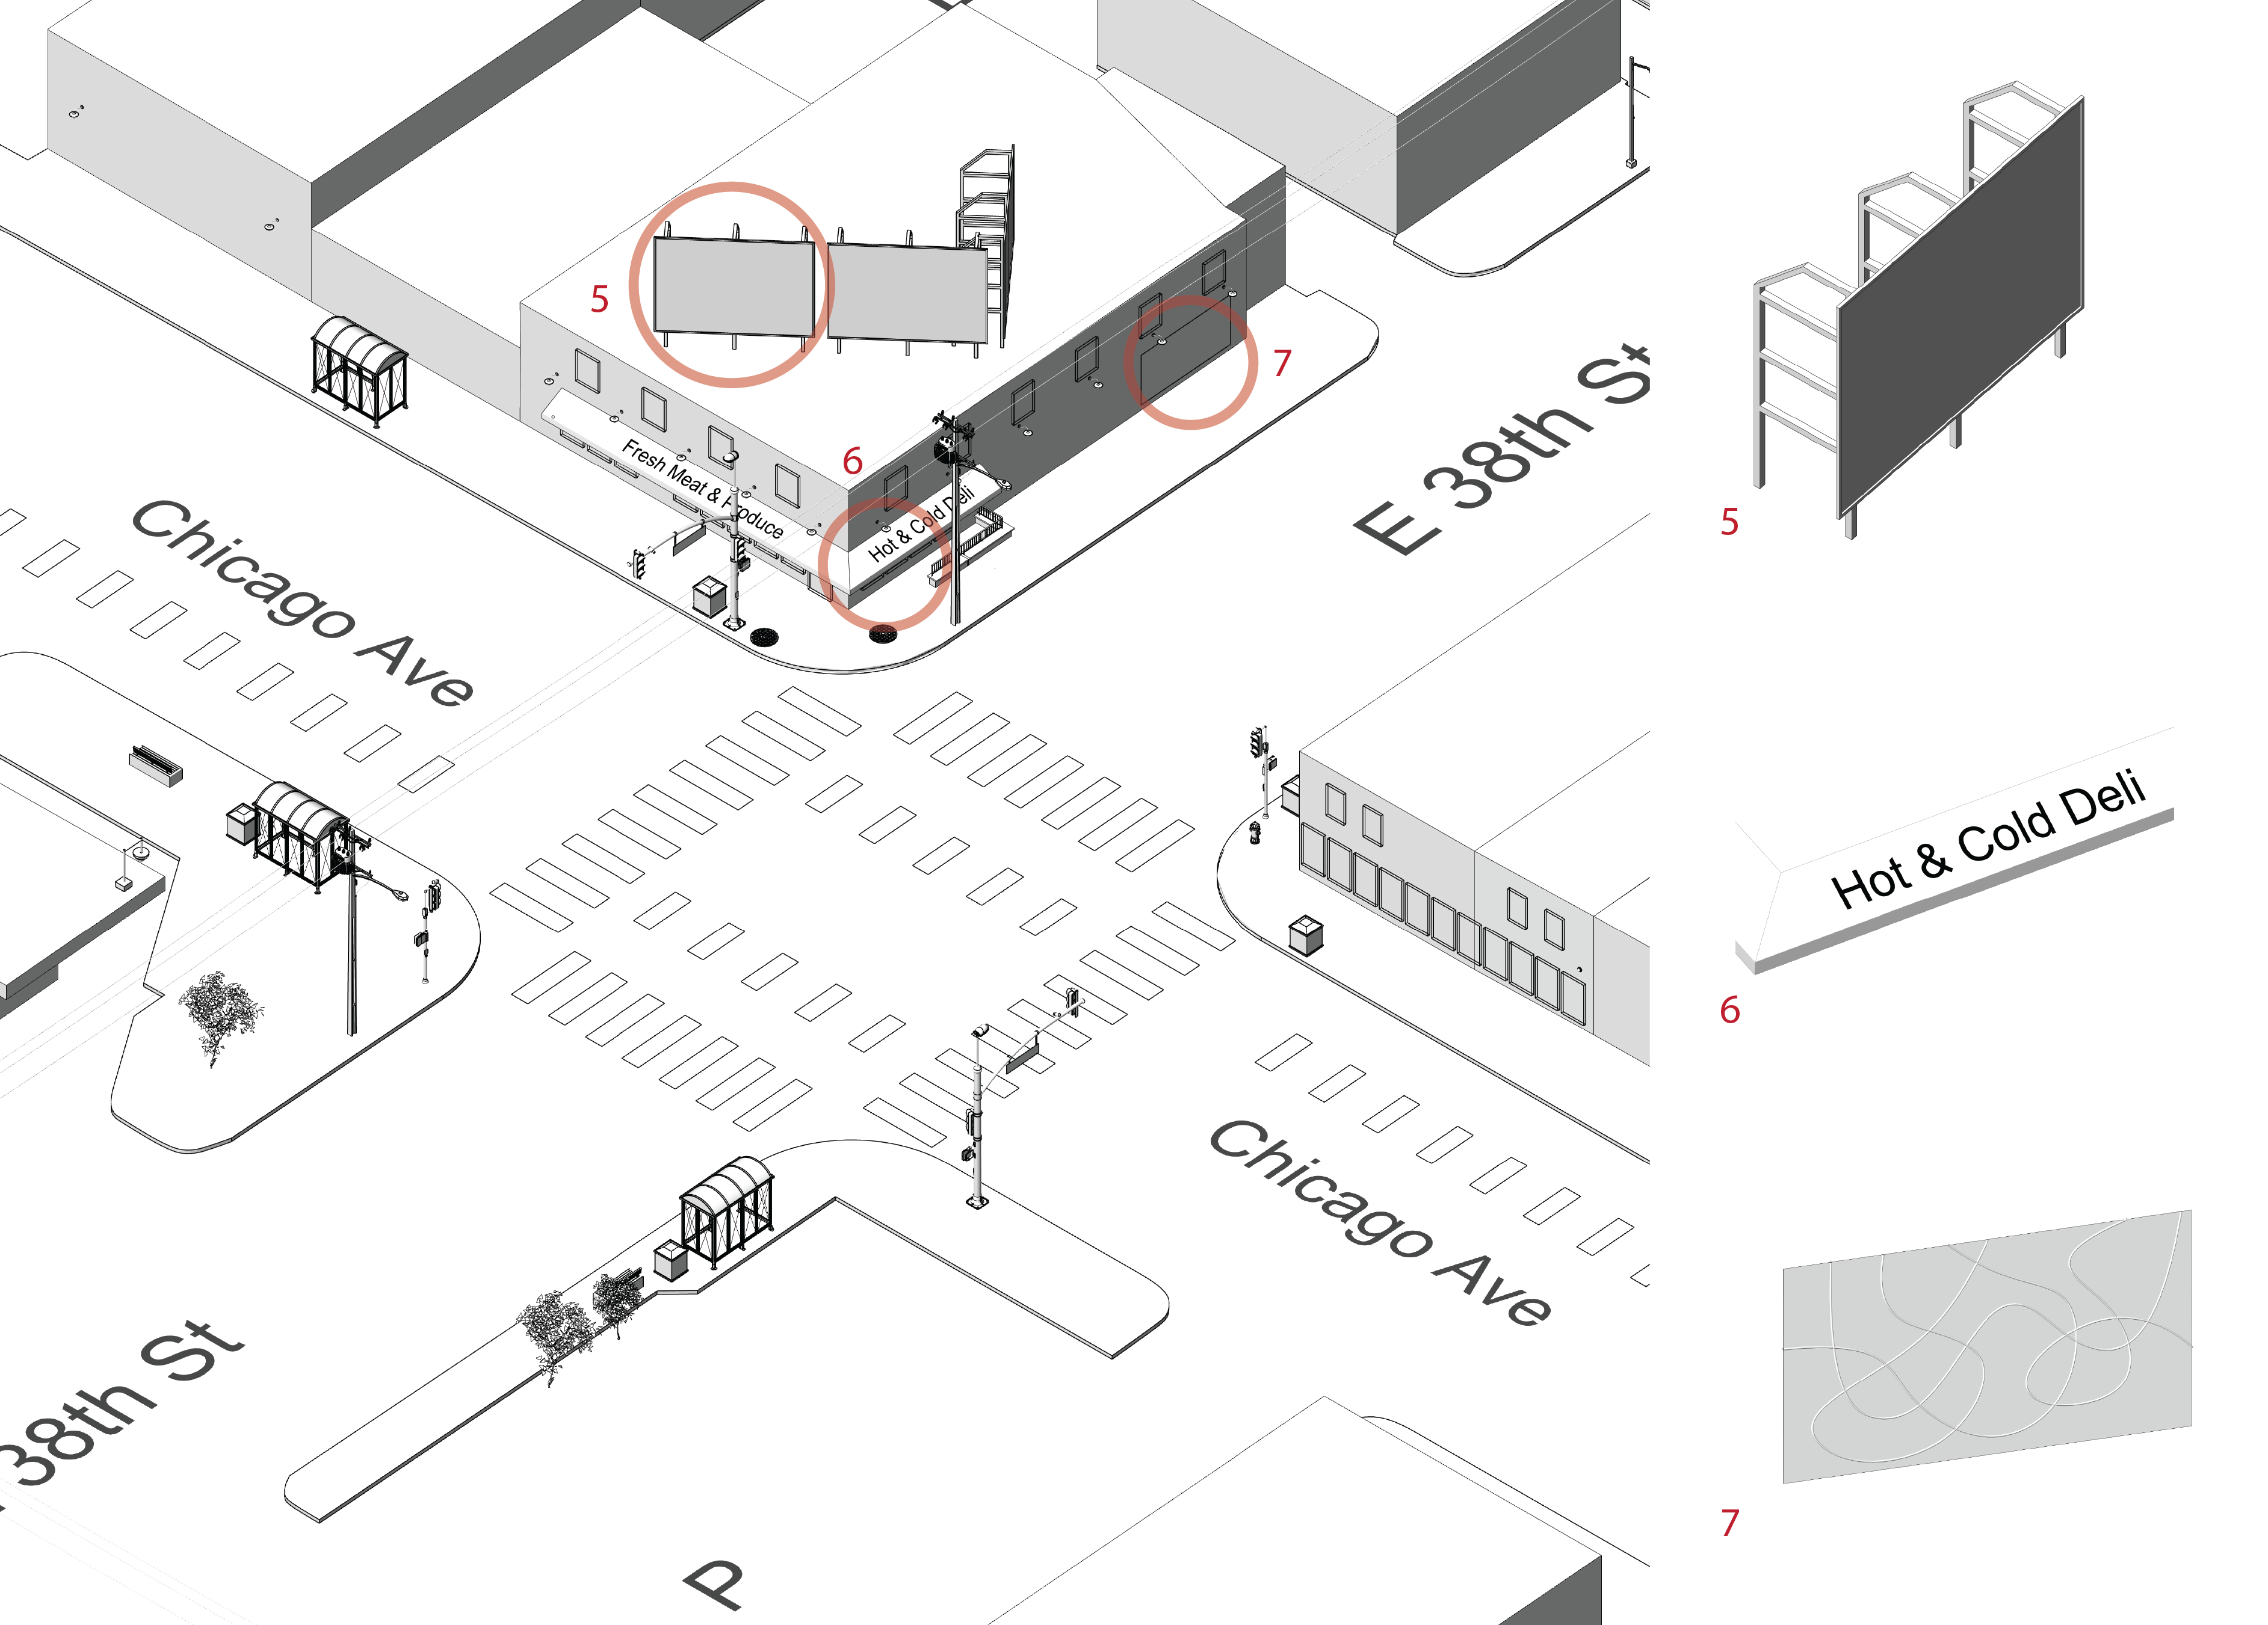 5
7
6
Fresh Meat & Produce
Hot & Cold Deli
E 38th St
Chicago Ave
5
Hot & Cold Deli
6
Chicago Ave
38th St
P
7